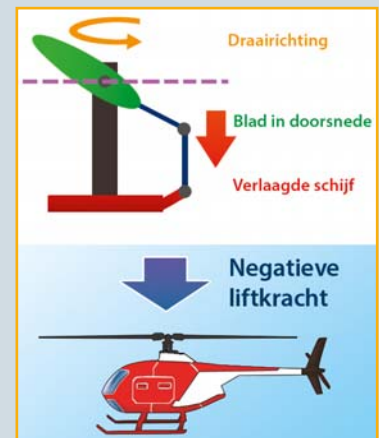 Draairichting
Blad in doorsnede
Verlaagde schijf
Negatieve
liftkracht